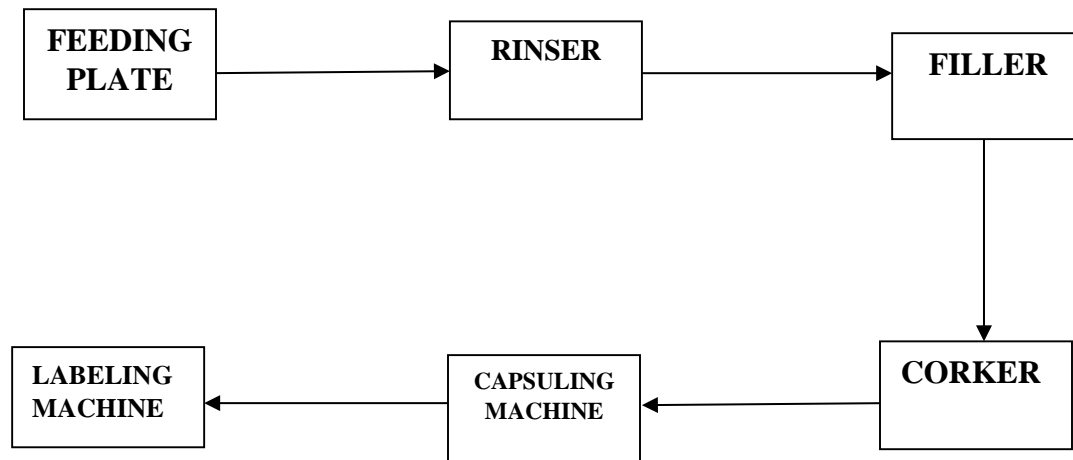 FEEDING
PLATE
RINSER
FILLER
CORKER
CAPSULING
MACHINE
LABELING
MACHINE